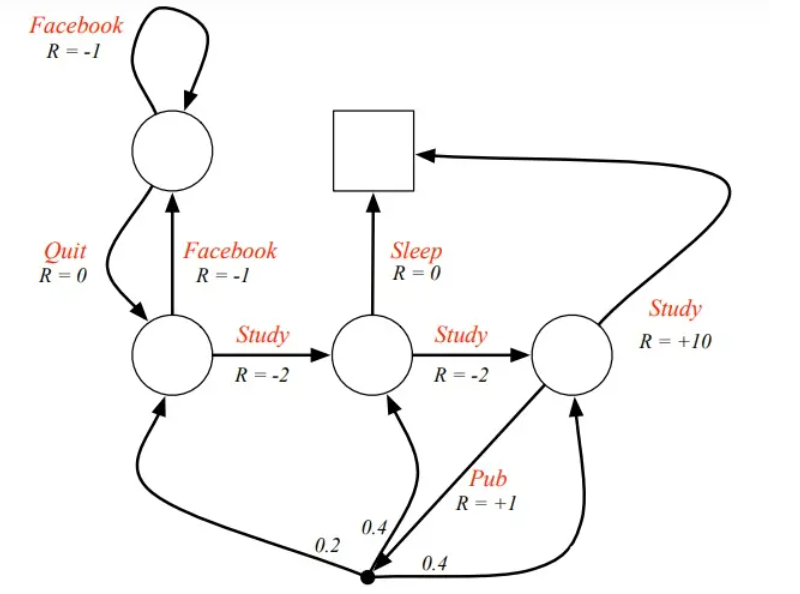 Facebook
R = -1
Quit
R = 0
Facebook
R = -1
Sleep
R = 0
Study
R = +10
Study
R = -2
Study
R = -2
Pub
R = +1
0.4
0.2
0.4